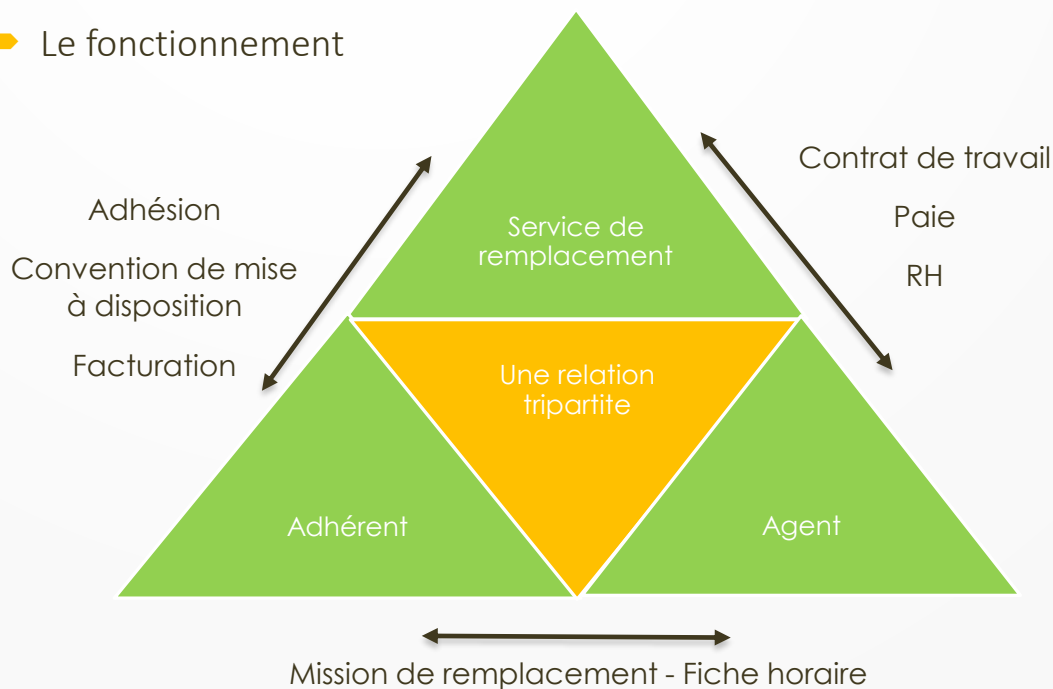 Le fonctionnement
Adhésion
Convention de mise
à disposition
Facturation
Service de
remplacement
Contrat de travail
Paie
RH
Une relation
tripartite
Adhérent
Agent
Mission de remplacement - Fiche horaire